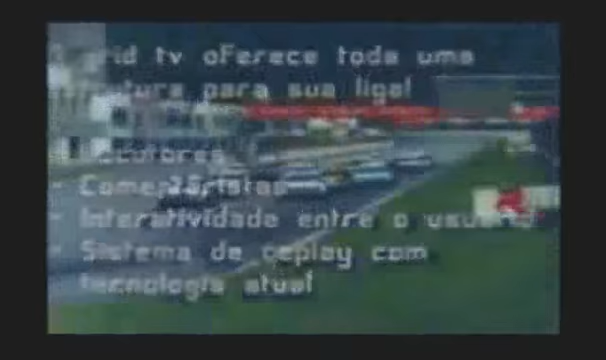 tv oferece toda uma
para sua liga!
- Comentaristas
- Interatividade entre o usuário
- Sistema de replay com
tecnologia atual